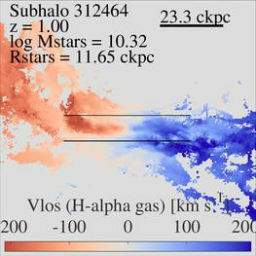 Subhalo 312464
23.3 ckpc
z = 1.00
log Mstars = 10.32
Rstars = 11.65 ckpc
Vlos (H-alpha gas) [km s⁻¹]
200 -100 0 100 200